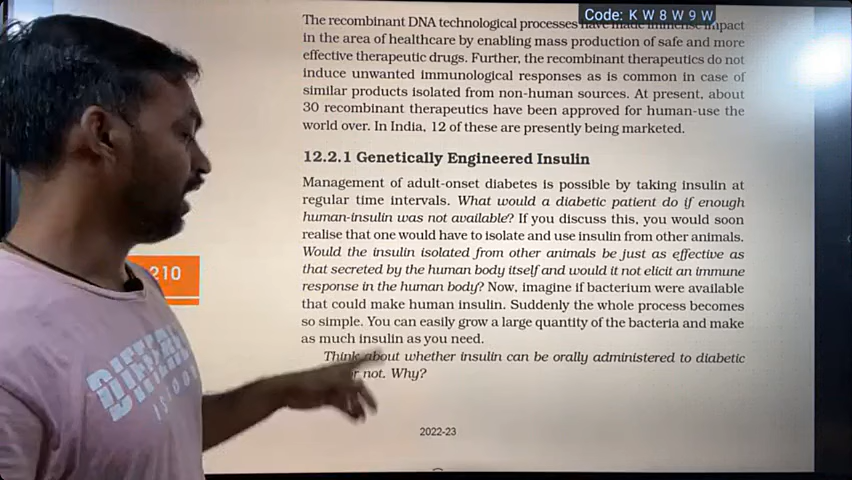 Code: K W 8 W 9 W
The recombinant DNA technological processes have made immense impact
in the area of healthcare by enabling mass production of safe and more
effective therapeutic drugs. Further, the recombinant therapeutics do not
induce unwanted immunological responses as is common in case of
similar products isolated from non-human sources. At present, about
30 recombinant therapeutics have been approved for human-use the
world over. In India, 12 of these are presently being marketed.
12.2.1 Genetically Engineered Insulin
Management of adult-onset diabetes is possible by taking insulin at
regular time intervals. What would a diabetic patient do if enough
human-insulin was not available? If you discuss this, you would soon
realise that one would have to isolate and use insulin from other animals.
Would the insulin isolated from other animals be just as effective as
that secreted by the human body itself and would it not elicit an immune
response in the human body? Now, imagine if bacterium were available
that could make human insulin. Suddenly the whole process becomes
so simple. You can easily grow a large quantity of the bacteria and make
as much insulin as you need.
Think about whether insulin can be orally administered to diabetic
or not. Why?
210
2022-23